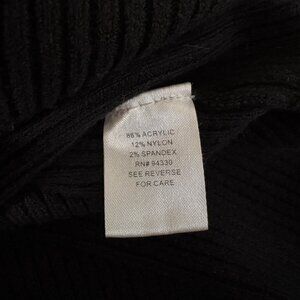 86% ACRYLIC
12% NYLON
2% SPANDEX
RN# 94330
SEE REVERSE
FOR CARE